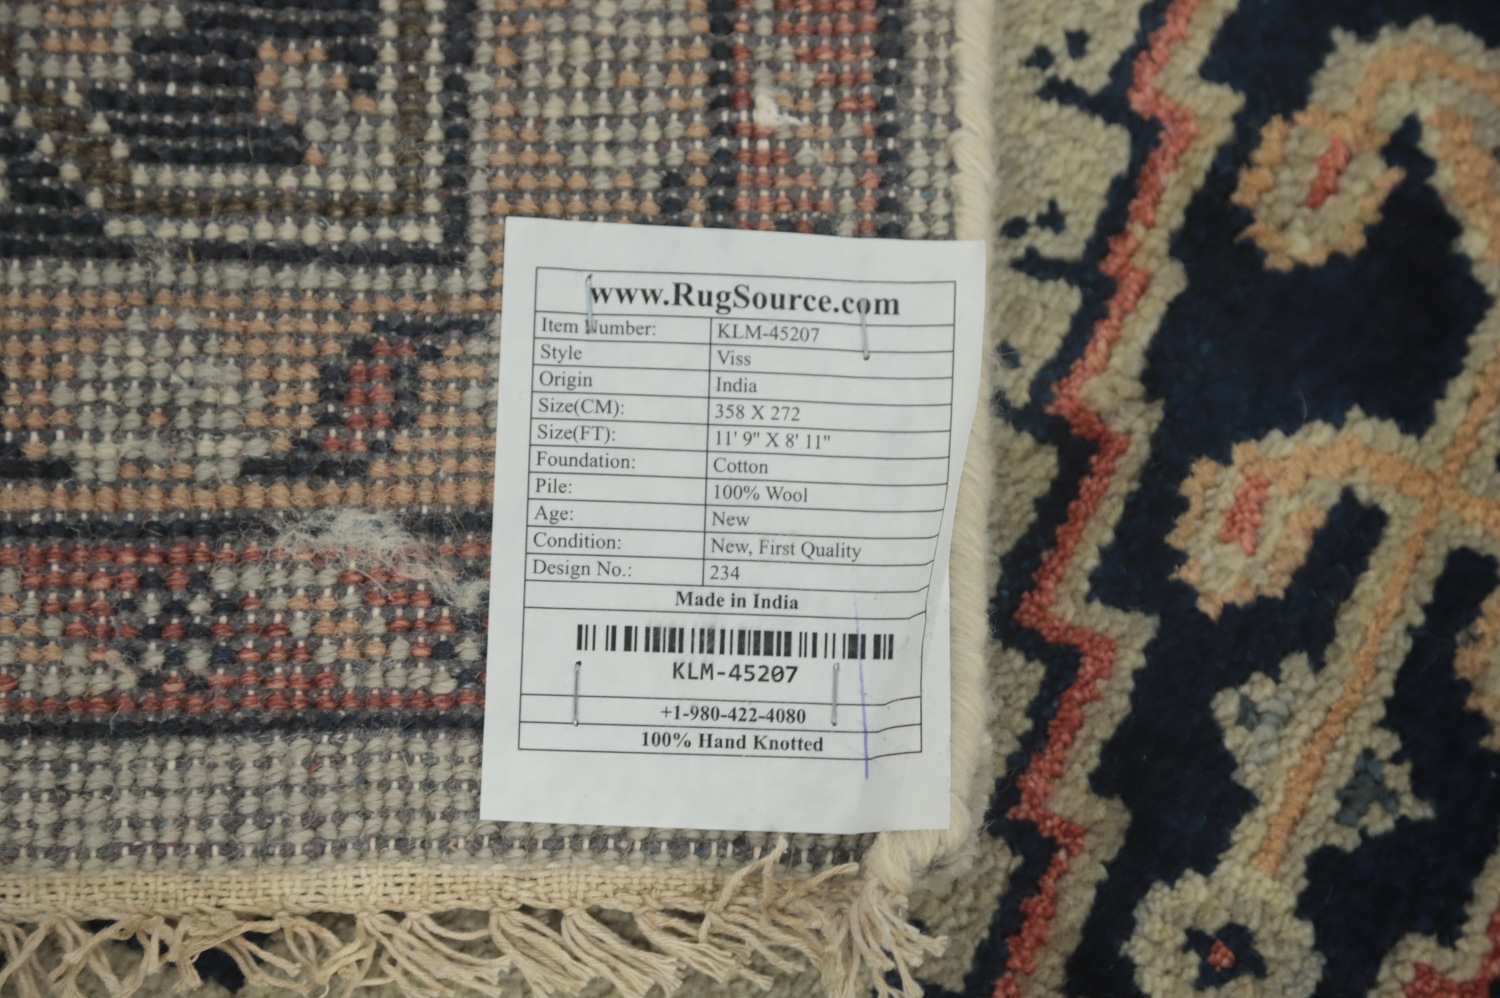 www.RugSource.com
Item Number: KLM-45207
Style Viss
Origin India
Size(CM): 358 X 272
Size(FT): 11' 9" X 8' 11"
Foundation: Cotton
Pile: 100% Wool
Age: New
Condition: New, First Quality
Design No.: 234
Made in India
KLM-45207
+1-980-422-4080
100% Hand Knotted